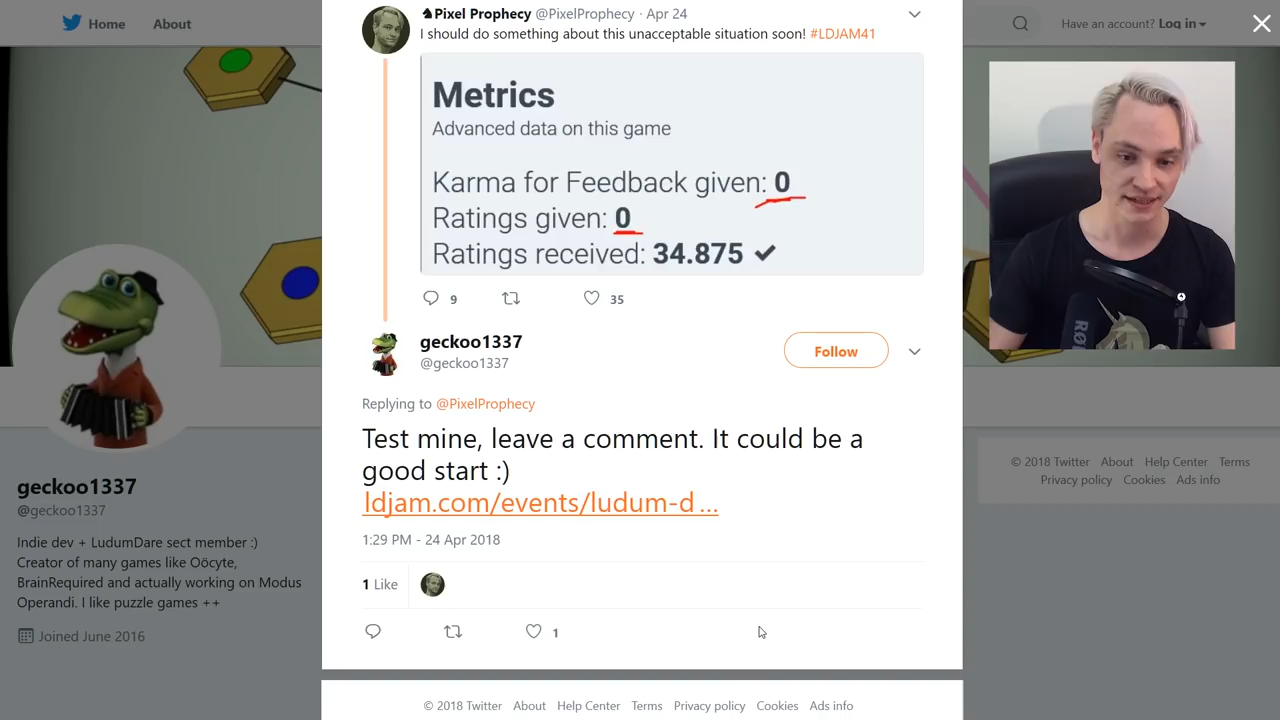 Home
About
Have an account? Log in
Pixel Prophecy @PixelProphecy · Apr 24
I should do something about this unacceptable situation soon! #LDJAM41
Metrics
Advanced data on this game
Karma for Feedback given: 0
Ratings given: 0
Ratings received: 34.875 ✔
9
35
geckoo1337
@geckoo1337
Follow
Replying to @PixelProphecy
Test mine, leave a comment. It could be a
good start :)
ldjam.com/events/ludum-d ...
1:29 PM - 24 Apr 2018
1 Like
1
geckoo1337
@geckoo1337
Indie dev + LudumDare sect member :)
Creator of many games like Oöcyte,
BrainRequired and actually working on Modus
Operandi. I like puzzle games ++
Joined June 2016
© 2018 Twitter About Help Center Terms
Privacy policy Cookies Ads info
© 2018 Twitter About Help Center Terms Privacy policy Cookies Ads info
RØ